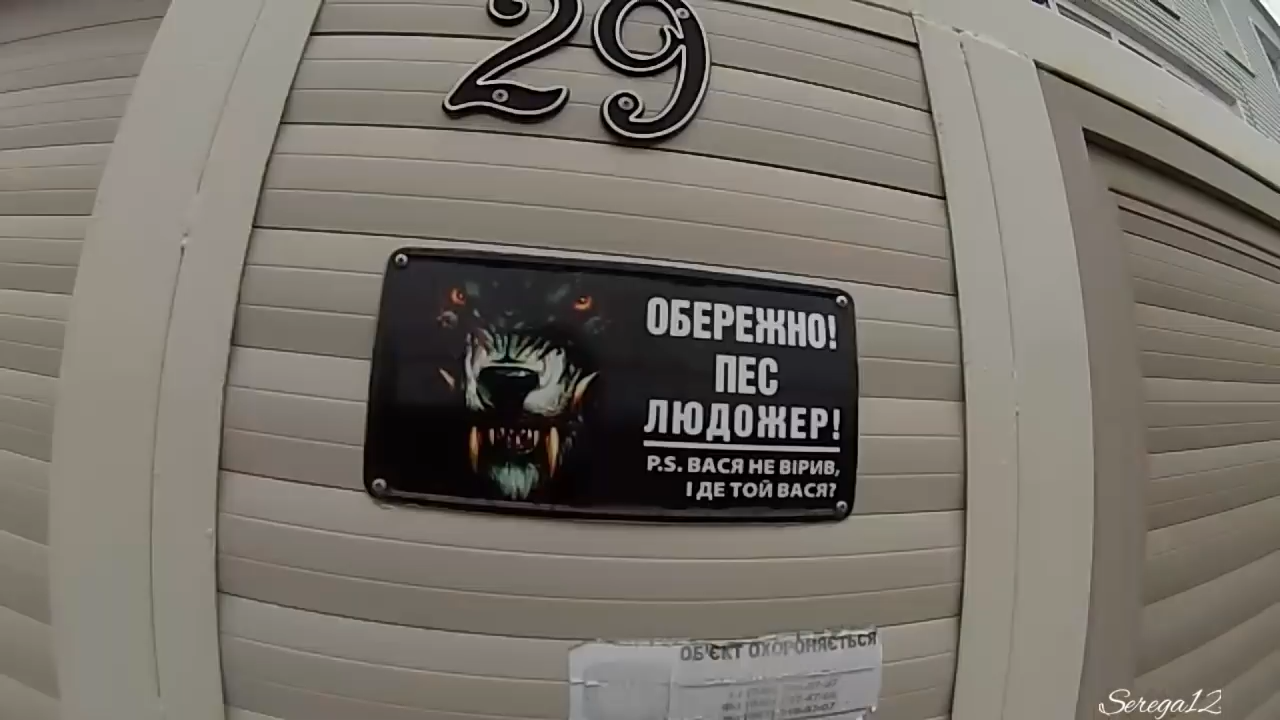 29
ОБЕРЕЖНО!
ПЕС
ЛЮДОЖЕР!
P.S. ВАСЯ НЕ ВІРИВ,
І ДЕ ТОЙ ВАСЯ?
ОБ'ЄКТ ОХОРОНЯЄТЬСЯ
Serega12